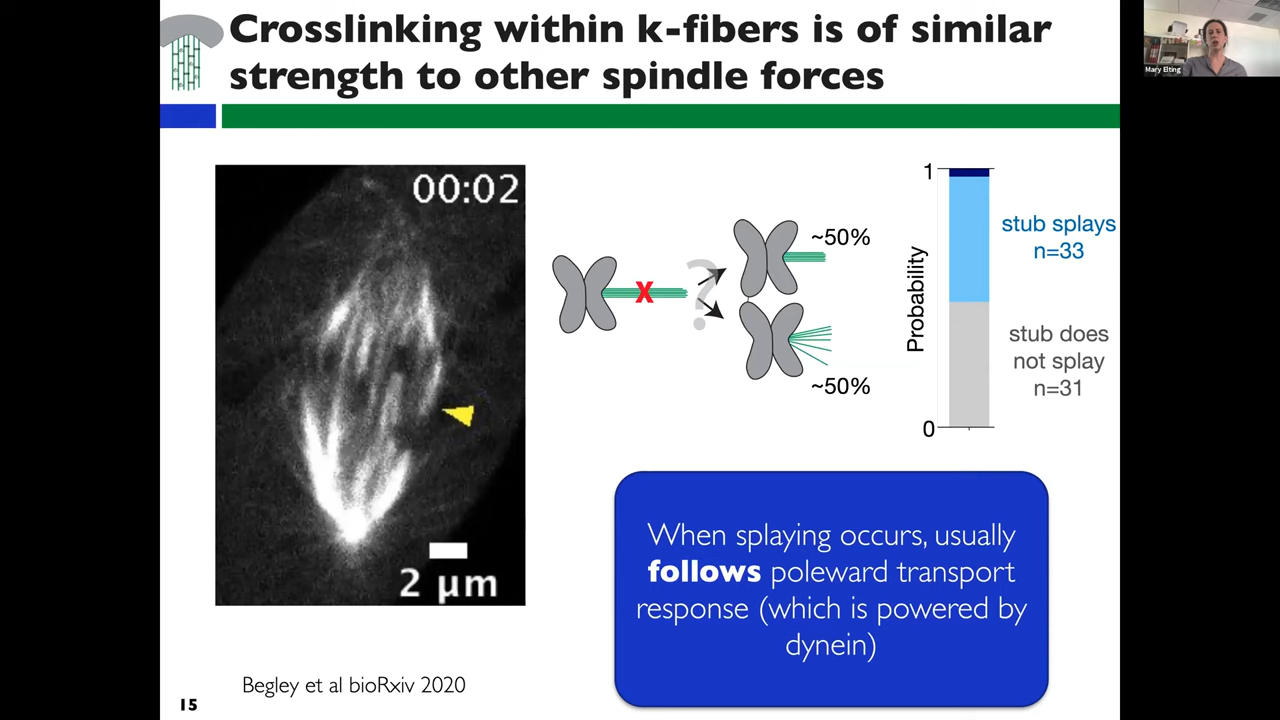 Crosslinking within k-fibers is of similar
strength to other spindle forces
Mary Elting
00:02
2 μm
X
?
~50%
~50%
Probability
1
0
stub splays
n=33
stub does
not splay
n=31
When splaying occurs, usually
follows poleward transport
response (which is powered by
dynein)
Begley et al bioRxiv 2020
15